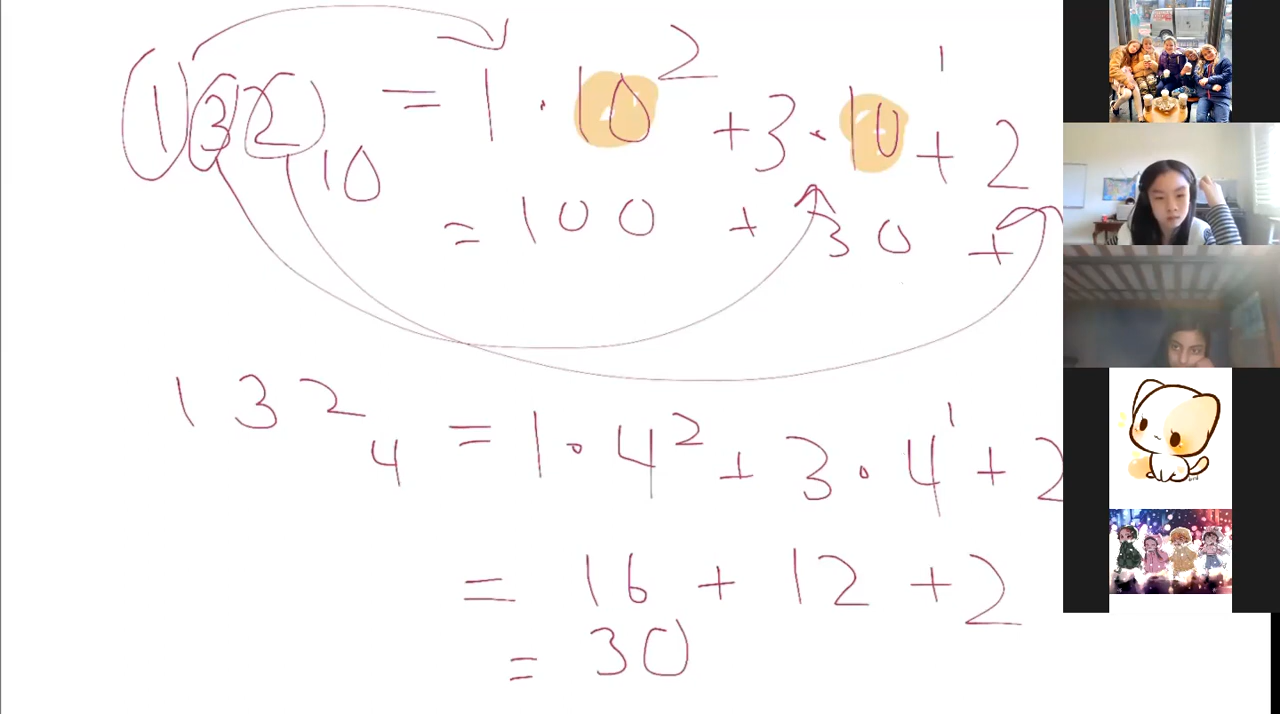 132₁₀ = 1 · 10² + 3 · 10¹ + 2
= 100 + 30 +
132₄ = 1 · 4² + 3 · 4¹ + 2
= 16 + 12 + 2
= 30